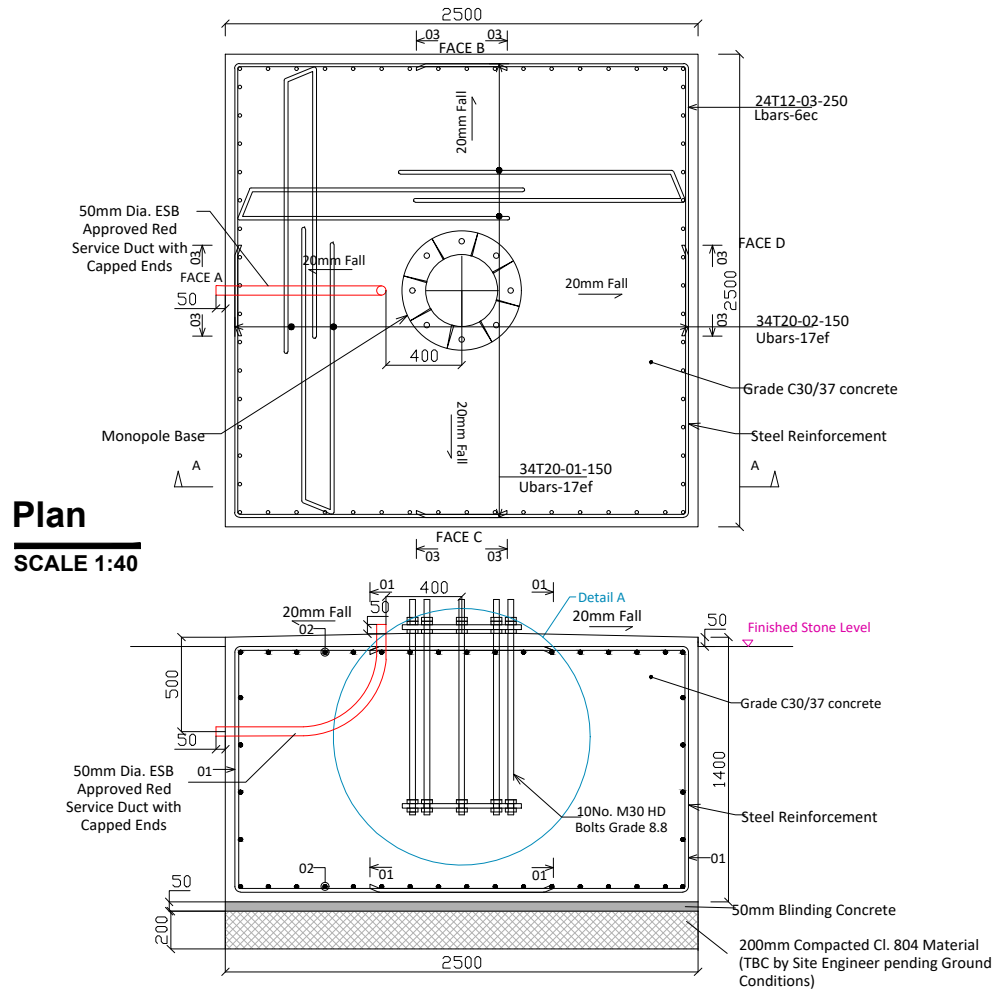 2500
03 03
FACE B
24T12-03-250
Lbars-6ec
20mm Fall
50mm Dia. ESB
Approved Red
Service Duct with
Capped Ends
03
FACE A
50
03
20mm Fall
20mm Fall
FACE D
03
2500
03
34T20-02-150
Ubars-17ef
400
Grade C30/37 concrete
Monopole Base
20mm Fall
Steel Reinforcement
A
A
34T20-01-150
Ubars-17ef
Plan
SCALE 1:40
FACE C
03 03
01
400
01
Detail A
50
20mm Fall
20mm Fall
50
Finished Stone Level
02
500
Grade C30/37 concrete
50
01
50mm Dia. ESB
Approved Red
Service Duct with
Capped Ends
1400
10No. M30 HD
Bolts Grade 8.8
Steel Reinforcement
01
02
01
01
50
50mm Blinding Concrete
200
200mm Compacted Cl. 804 Material
(TBC by Site Engineer pending Ground
Conditions)
2500